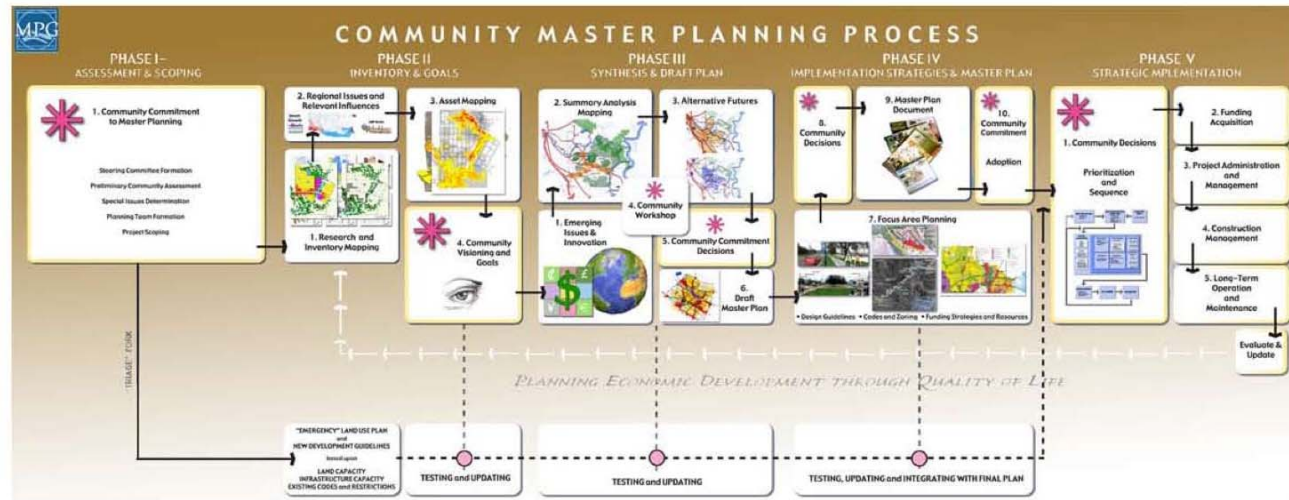 MPG
COMMUNITY MASTER PLANNING PROCESS
PHASE I–
ASSESSMENT & SCOPING
PHASE II
INVENTORY & GOALS
PHASE III
SYNTHESIS & DRAFT PLAN
PHASE IV
IMPLEMENTATION STRATEGIES & MASTER PLAN
PHASE V
STRATEGIC MPLEMENTATION
1. Community Commitment
to Master Planning
Steering Committee Formation
Preliminary Community Assessment
Special Issues Determination
Planning Team Formation
Project Scoping
2. Regional Issues and
Relevant Influences
1. Research and
Inventory Mapping
3. Asset Mapping
4. Community
Visioning and
Goals
2. Summary Analysis
Mapping
3. Alternative Futures
4. Community
Workshop
1. Emerging
Issues &
Innovation
5. Community Commitment
Decisions
6.
Draft
Master Plan
8.
Community
Decisions
9. Master Plan
Document
10.
Community
Commitment
Adoption
7. Focus Area Planning
• Design Guidelines • Codes and Zoning • Funding Strategies and Resources
1. Community Decisions
Prioritization
and
Sequence
2. Funding
Acquisition
3. Project Administration
and
Management
4. Construction
Management
5. Long-Term
Operation
and
Maintenance
Evaluate &
Update
"TRIAGE" FORK
PLANNING ECONOMIC DEVELOPMENT THROUGH QUALITY OF LIFE
"EMERGENCY" LAND USE PLAN
and
NEW DEVELOPMENT GUIDELINES
based upon
LAND CAPACITY
INFRASTRUCTURE CAPACITY
EXISTING CODES and RESTRICTIONS
TESTING and UPDATING
TESTING and UPDATING
TESTING, UPDATING and INTEGRATING WITH FINAL PLAN